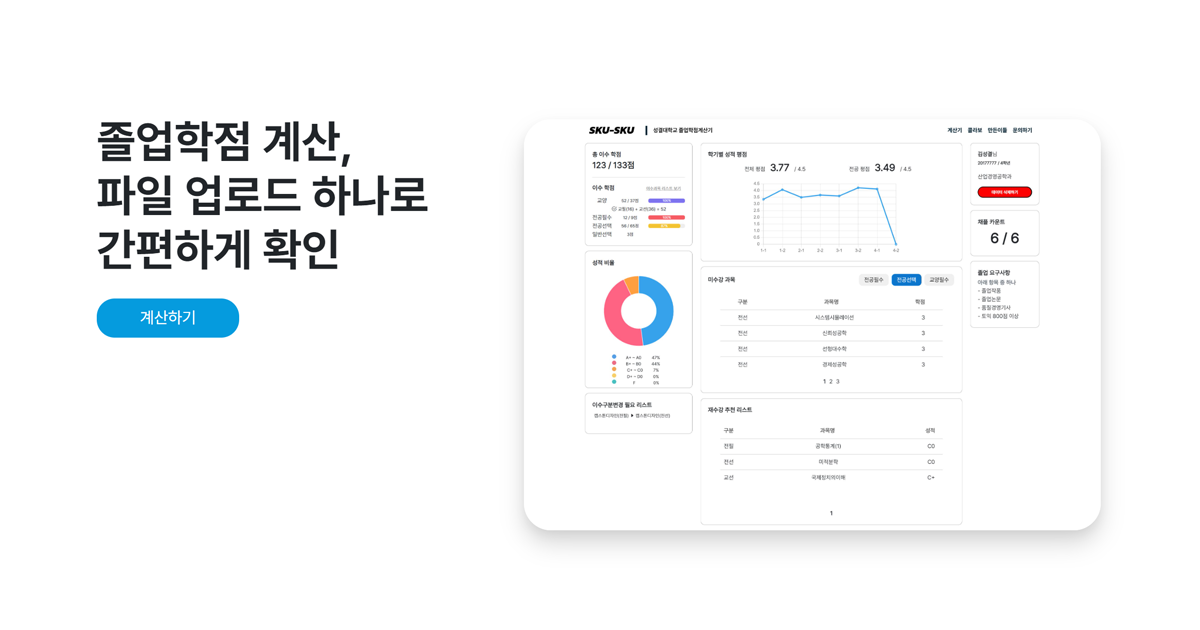 졸업학점 계산,
파일 업로드 하나로
간편하게 확인
계산하기
SKU-SKU
성결대학교 졸업학점계산기
계산기 콜라보 만든이들 문의하기
총 이수 학점
123 / 133점
이수 학점
교양 52 / 37점 100%
교필(16) + 교선(36) = 52
전공필수 12 / 9점 100%
전공선택
일반선택 3점
성적 비율
A+ ~ A0 47%
B+ ~ B0 44%
C+ ~ C0 7%
D+ ~ D0
F
이수구분변경 필요 리스트
캡스톤디자인(전필) ▶ 캡스톤디자인(전선)
학기별 성적 평점
전체 평점 3.77 / 4.5
전공 평점 3.49 / 4.5
4.5
4.0
3.5
3.0
2.5
2.0
1.5
1.0
0.5
0
1-1 1-2 2-1 2-2 3-1 3-2 4-1 4-2
미수강 과목
전공필수 전공선택 교양필수
구분 과목명 학점
전선 시스템시뮬레이션 3
전선 신뢰성공학 3
전선 선형대수학 3
전선 경제성공학 3
1 2 3
재수강 추천 리스트
구분 과목명 성적
전필 공학통계(1) C0
전선 미적분학 C0
교선 국제정치의이해 C+
1
김성결님
20177777 / 4학년
산업경영공학과
데이터 삭제하기
채플 카운트
6 / 6
졸업 요구사항
아래 항목 중 하나
- 졸업작품
- 졸업논문
- 품질경영기사
- 토익 800점 이상